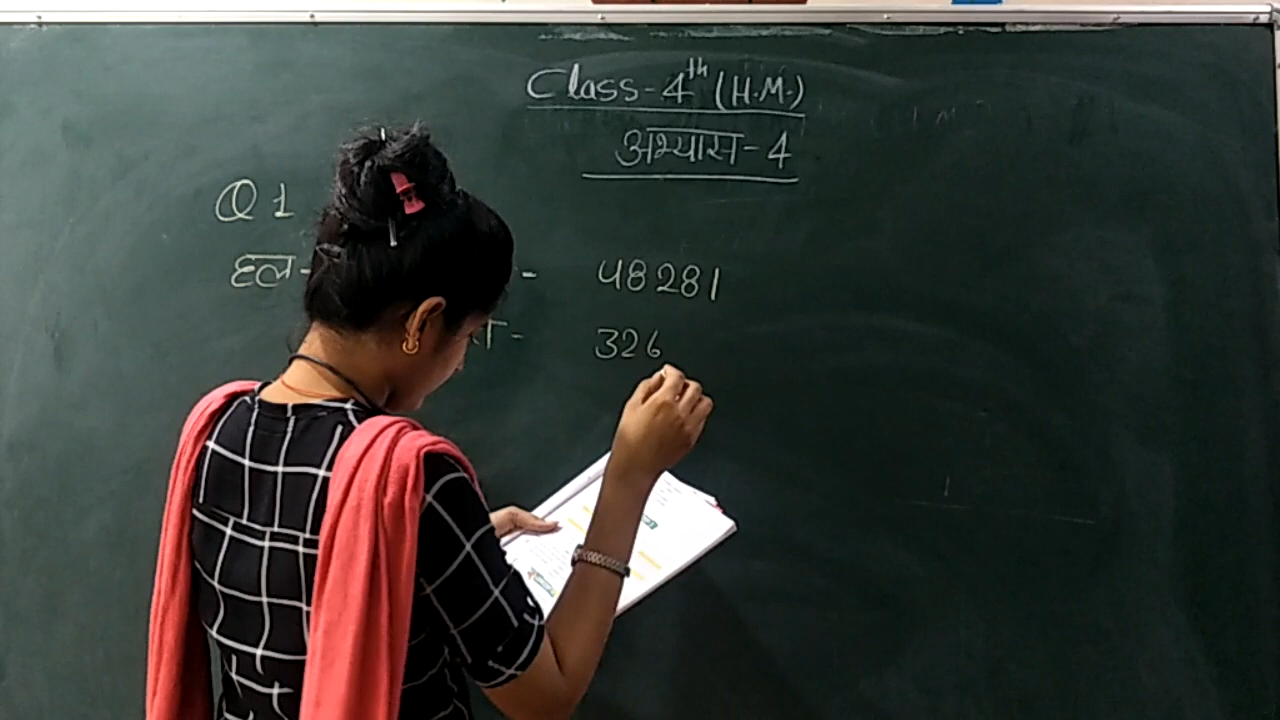 Class-4th (H.M.)
अभ्यास-4
Q 1
हल- - 48281
- 326